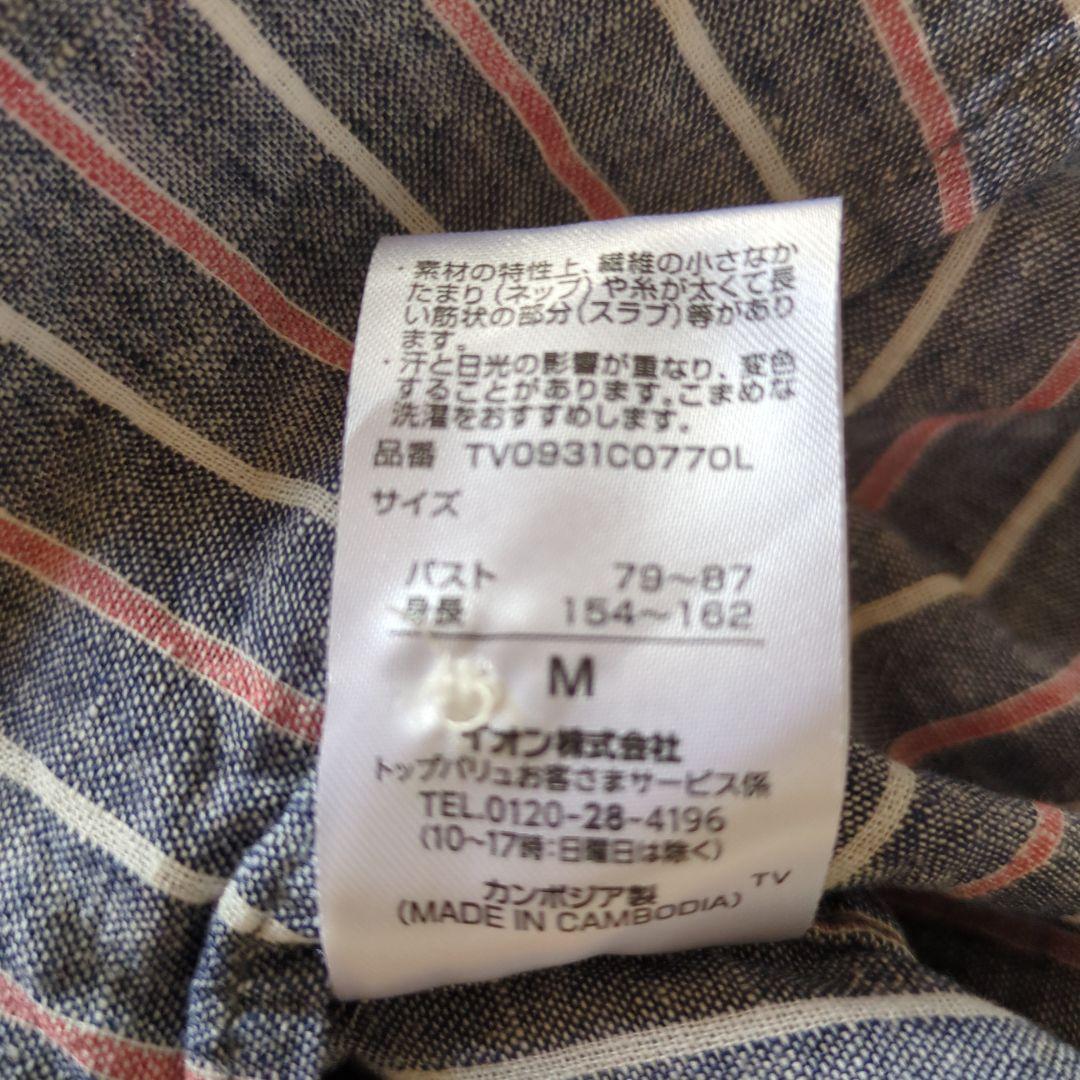 ・素材の特性上、繊維の小さなか
たまり(ネップ)や糸が太くて長
い筋状の部分(スラブ)等があり
ます。
・汗と日光の影響が重なり、変色
することがあります。こまめな
洗濯をおすすめします。
品番 TV0931C0770L
サイズ
バスト 79~87
身長 154~162
M
イオン株式会社
トップバリュお客さまサービス係
TEL.0120-28-4196
(10~17時:日曜日は除く)
カンボジア製 TV
(MADE IN CAMBODIA)